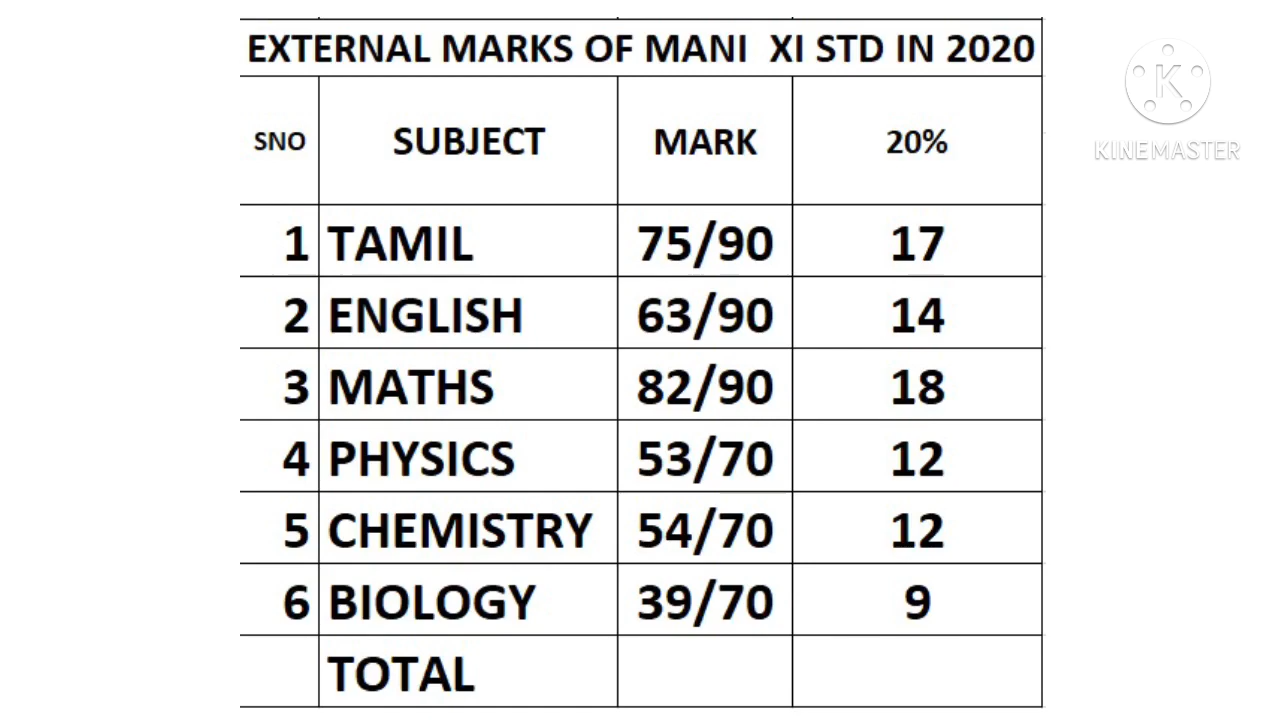 EXTERNAL MARKS OF MANI XI STD IN 2020
SNO SUBJECT MARK 20%
1 TAMIL 75/90 17
2 ENGLISH 63/90 14
3 MATHS 82/90 18
4 PHYSICS 53/70 12
5 CHEMISTRY 54/70 12
6 BIOLOGY 39/70 9
TOTAL
K
KINEMASTER